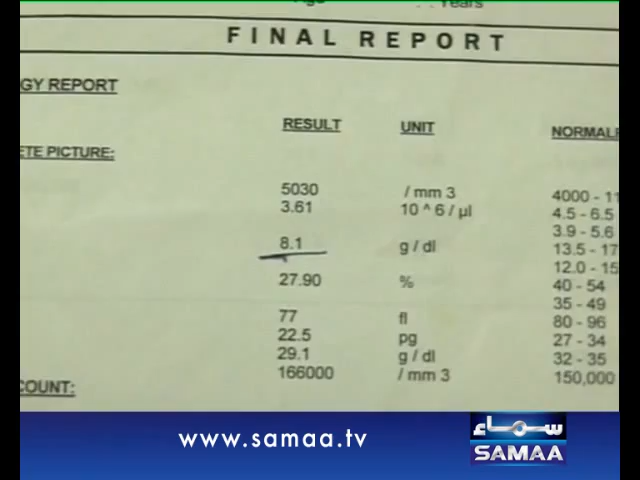 Years
FINAL REPORT
GY REPORT
RESULT UNIT NORMAL
ETE PICTURE:
5030 / mm 3 4000 - 11
3.61 10 ^ 6 / µl 4.5 - 6.5
3.9 - 5.6
8.1 g / dl 13.5 - 17
12.0 - 15
27.90 % 40 - 54
35 - 49
77 fl 80 - 96
22.5 pg 27 - 34
29.1 g / dl 32 - 35
166000 / mm 3 150,000
COUNT:
www.samaa.tv
سماء
SAMAA